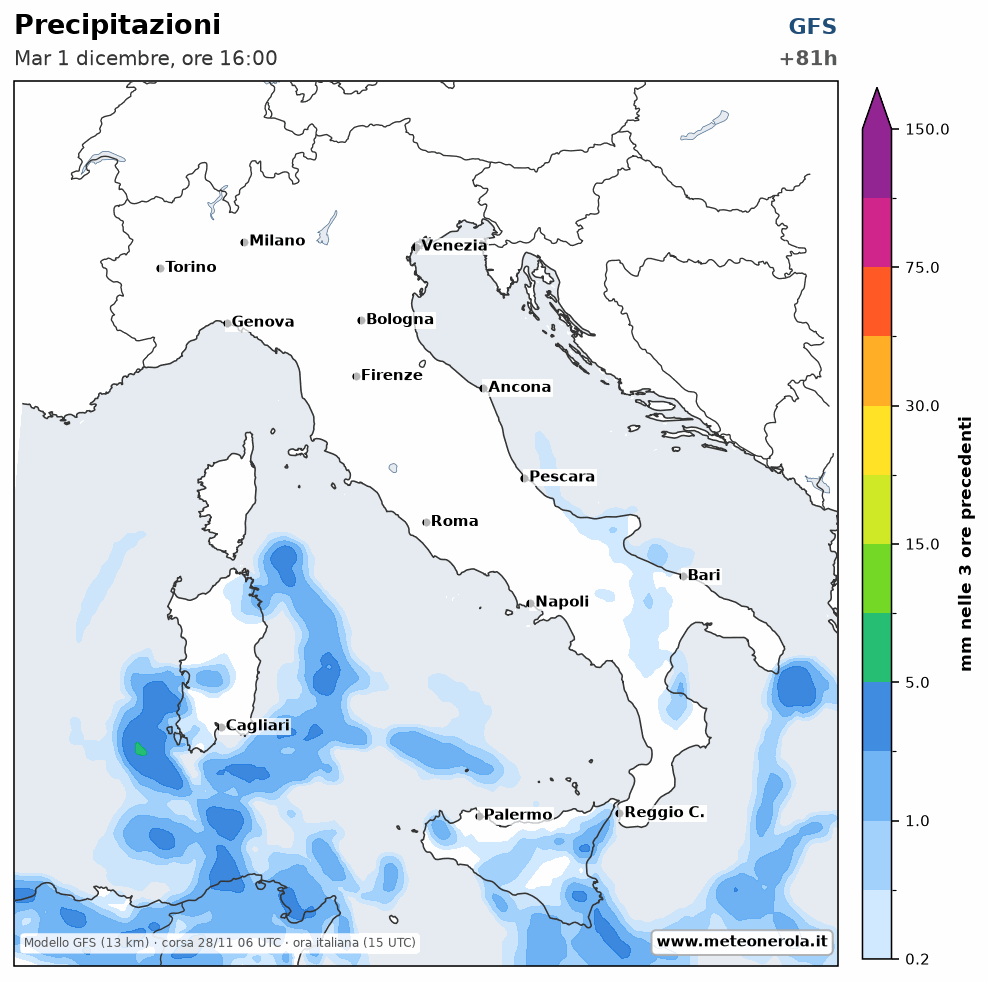 Precipitazioni
GFS
Mar 1 dicembre, ore 16:00
+81h
150.0
75.0
30.0
15.0
5.0
1.0
0.2
mm nelle 3 ore precedenti
Milano
Venezia
Torino
Genova
Bologna
Firenze
Ancona
Pescara
Roma
Bari
Napoli
Cagliari
Palermo
Reggio C.
Modello GFS (13 km) · corsa 28/11 06 UTC · ora italiana (15 UTC)
www.meteonerola.it